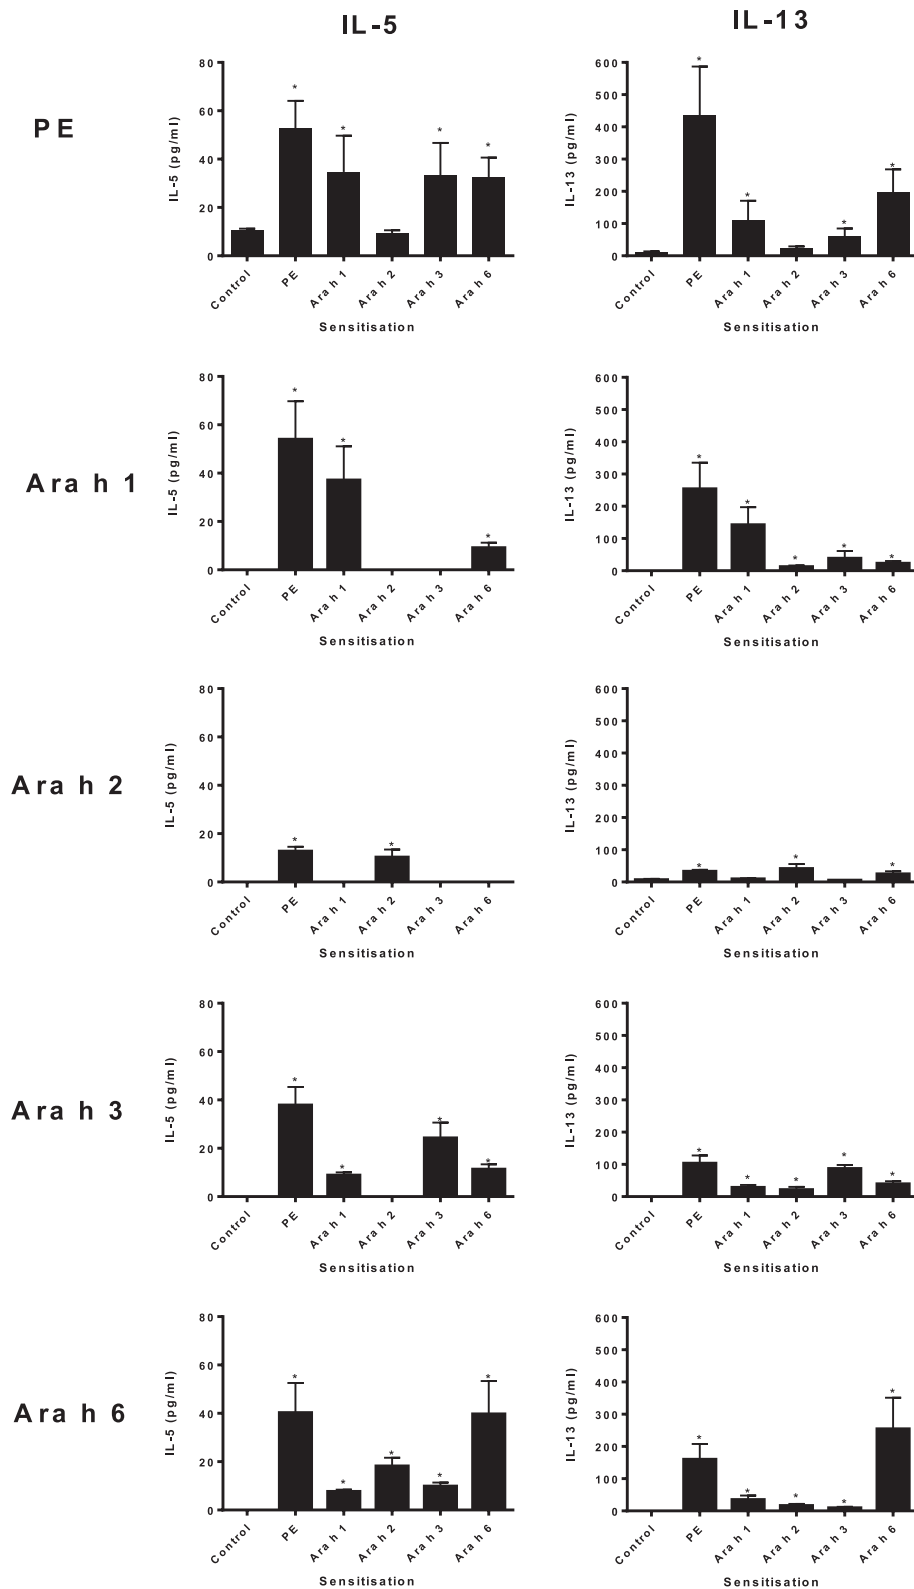 IL-5
IL-13
PE
IL-5 (pg/ml)
80
60
40
20
0
*
*
*
*
Control
PE
Ara h 1
Ara h 2
Ara h 3
Ara h 6
Sensitisation
IL-13 (pg/ml)
600
500
400
300
200
100
0
*
*
*
*
Control
PE
Ara h 1
Ara h 2
Ara h 3
Ara h 6
Sensitisation
Ara h 1
IL-5 (pg/ml)
80
60
40
20
0
*
*
*
Control
PE
Ara h 1
Ara h 2
Ara h 3
Ara h 6
Sensitisation
IL-13 (pg/ml)
600
500
400
300
200
100
0
*
*
*
*
*
Control
PE
Ara h 1
Ara h 2
Ara h 3
Ara h 6
Sensitisation
Ara h 2
IL-5 (pg/ml)
80
60
40
20
0
*
*
Control
PE
Ara h 1
Ara h 2
Ara h 3
Ara h 6
Sensitisation
IL-13 (pg/ml)
600
500
400
300
200
100
0
*
*
*
Control
PE
Ara h 1
Ara h 2
Ara h 3
Ara h 6
Sensitisation
Ara h 3
IL-5 (pg/ml)
80
60
40
20
0
*
*
*
*
Control
PE
Ara h 1
Ara h 2
Ara h 3
Ara h 6
Sensitisation
IL-13 (pg/ml)
600
500
400
300
200
100
0
*
*
*
*
*
Control
PE
Ara h 1
Ara h 2
Ara h 3
Ara h 6
Sensitisation
Ara h 6
IL-5 (pg/ml)
80
60
40
20
0
*
*
*
*
*
Control
PE
Ara h 1
Ara h 2
Ara h 3
Ara h 6
Sensitisation
IL-13 (pg/ml)
600
500
400
300
200
100
0
*
*
*
*
*
Control
PE
Ara h 1
Ara h 2
Ara h 3
Ara h 6
Sensitisation